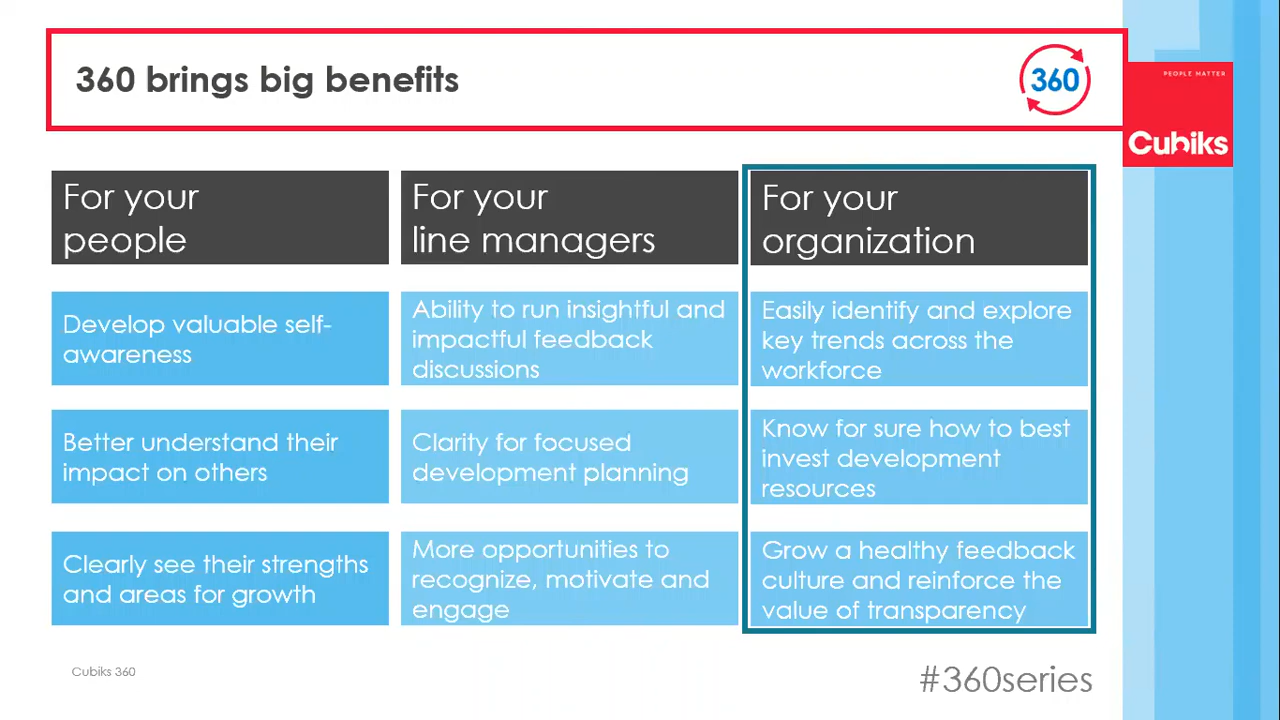 360 brings big benefits
360
PEOPLE MATTER
Cubiks
For your
people
Develop valuable self-
awareness
Better understand their
impact on others
Clearly see their strengths
and areas for growth
For your
line managers
Ability to run insightful and
impactful feedback
discussions
Clarity for focused
development planning
More opportunities to
recognize, motivate and
engage
For your
organization
Easily identify and explore
key trends across the
workforce
Know for sure how to best
invest development
resources
Grow a healthy feedback
culture and reinforce the
value of transparency
Cubiks 360
#360series